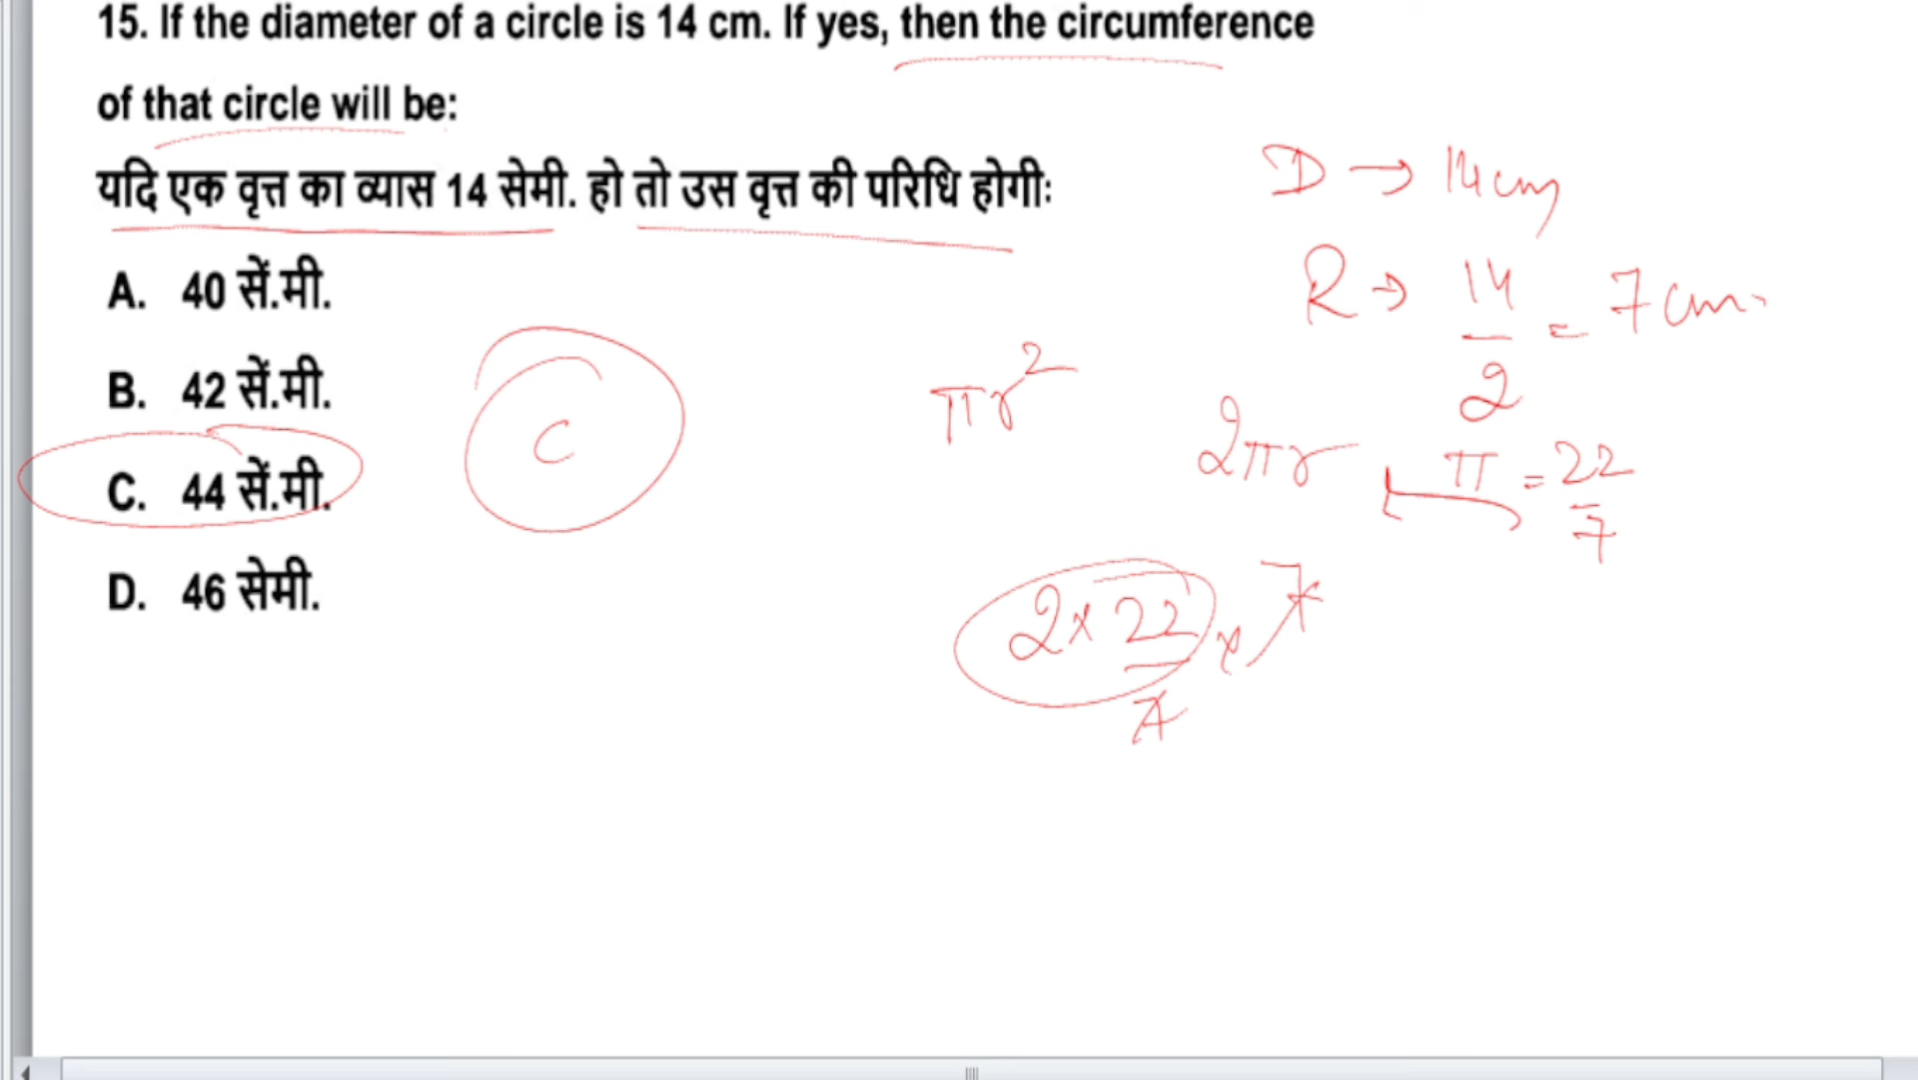 15. If the diameter of a circle is 14 cm. If yes, then the circumference
of that circle will be:
यदि एक वृत्त का व्यास 14 सेमी. हो तो उस वृत्त की परिधि होगीः
A. 40 सें.मी.
B. 42 सें.मी.
C. 44 सें.मी.
D. 46 सेमी.
C
D → 14 cm
R → 14/2 = 7 cm.
πr²
2πr π = 22/7
2 × 22/7 × 7